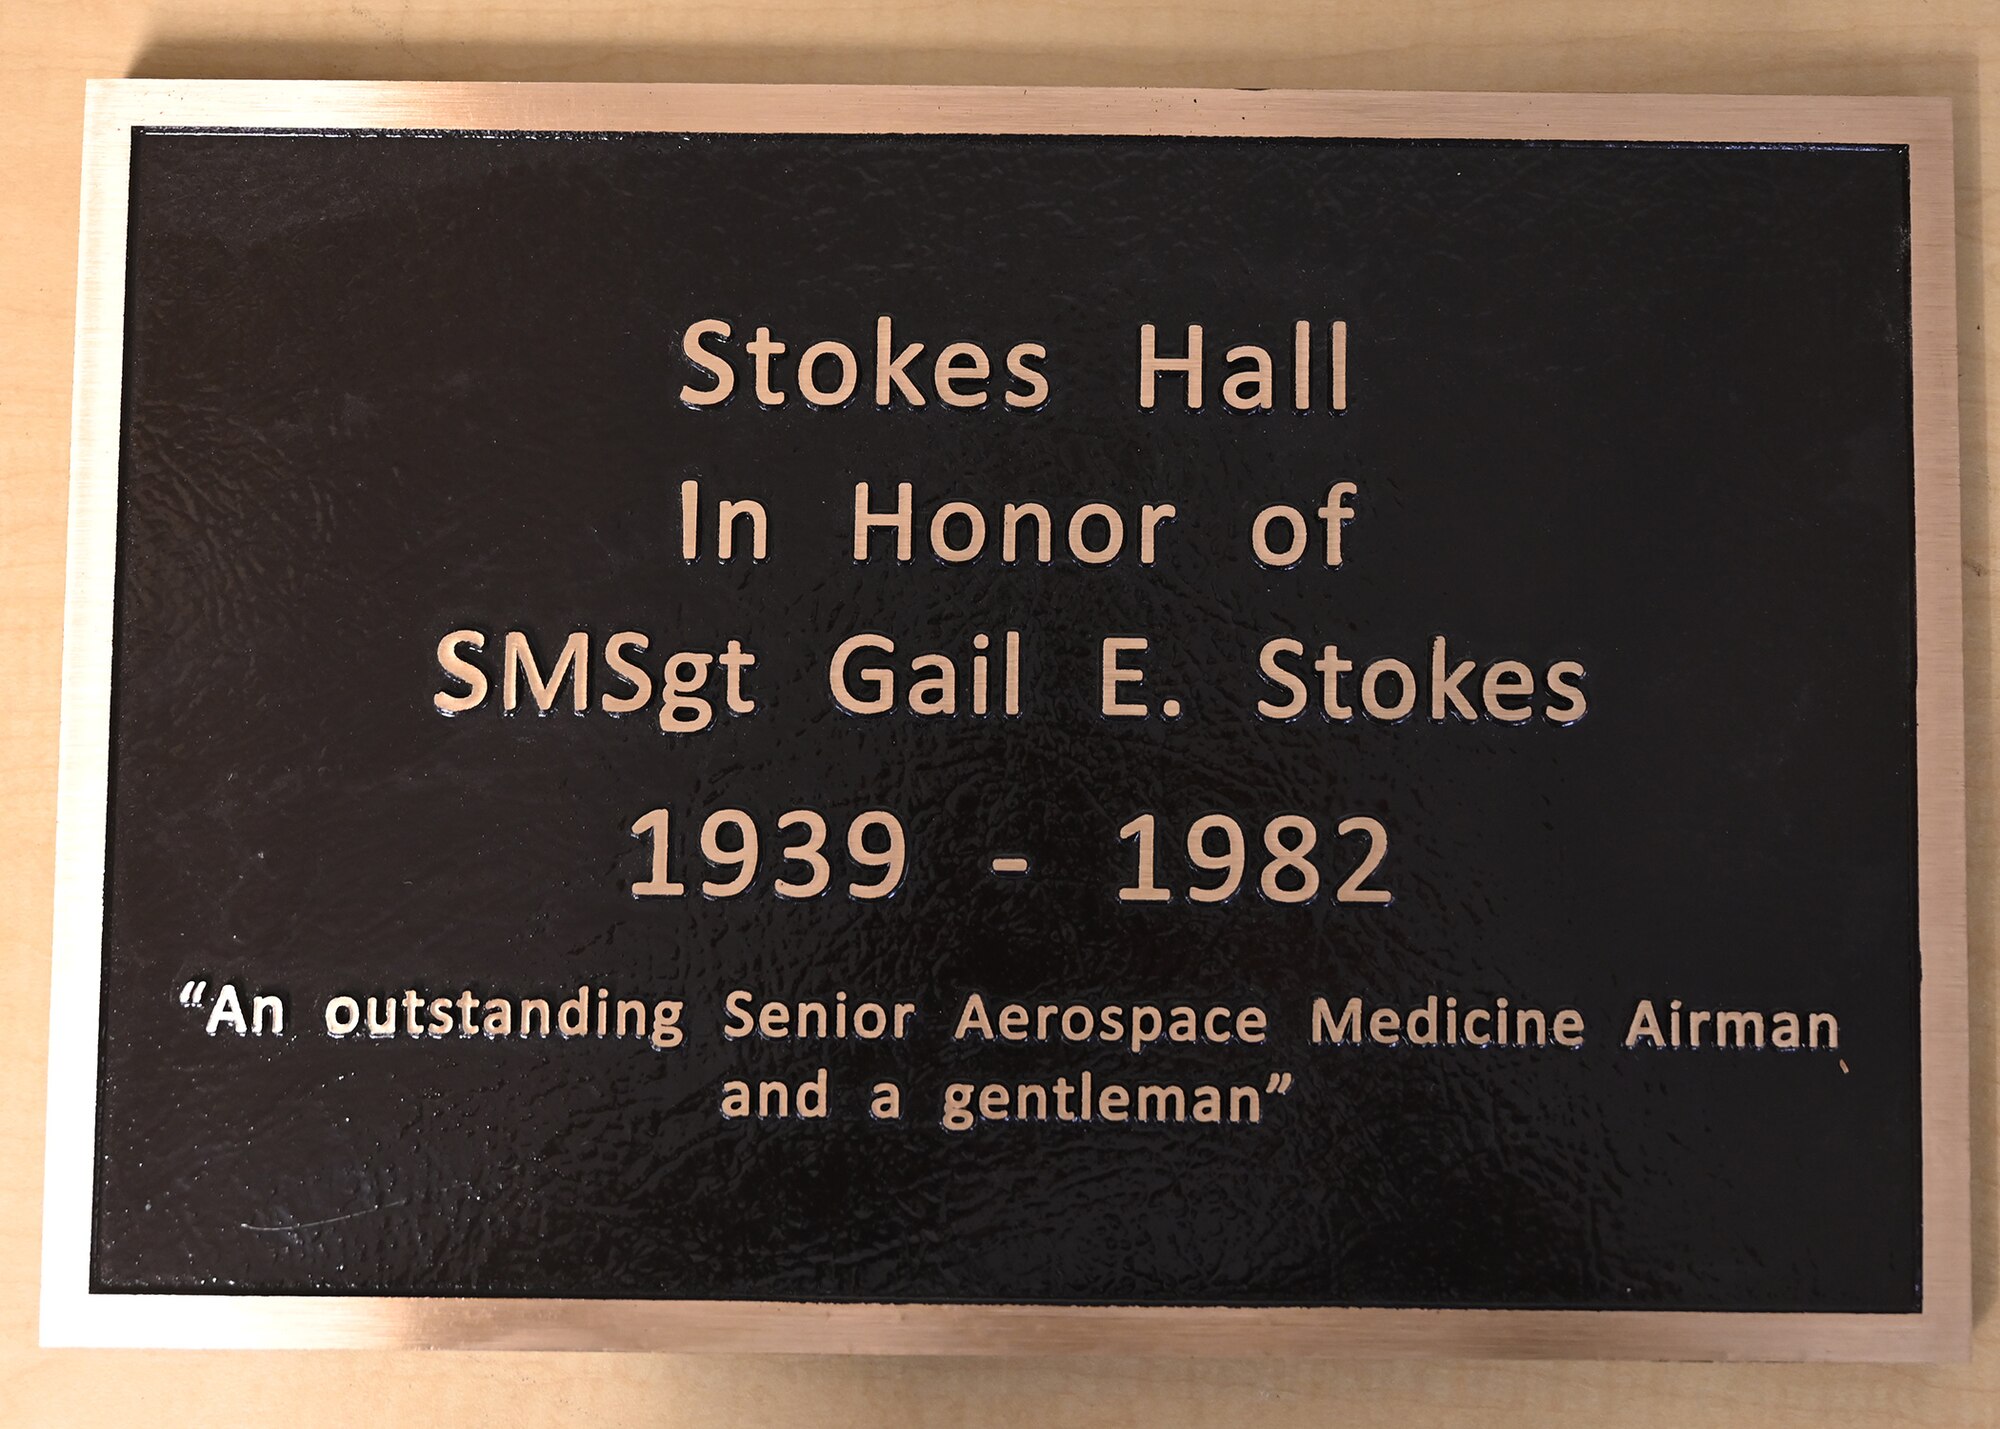 Stokes Hall
In Honor of
SMSgt Gail E. Stokes
1939 - 1982
“An outstanding Senior Aerospace Medicine Airman
and a gentleman”